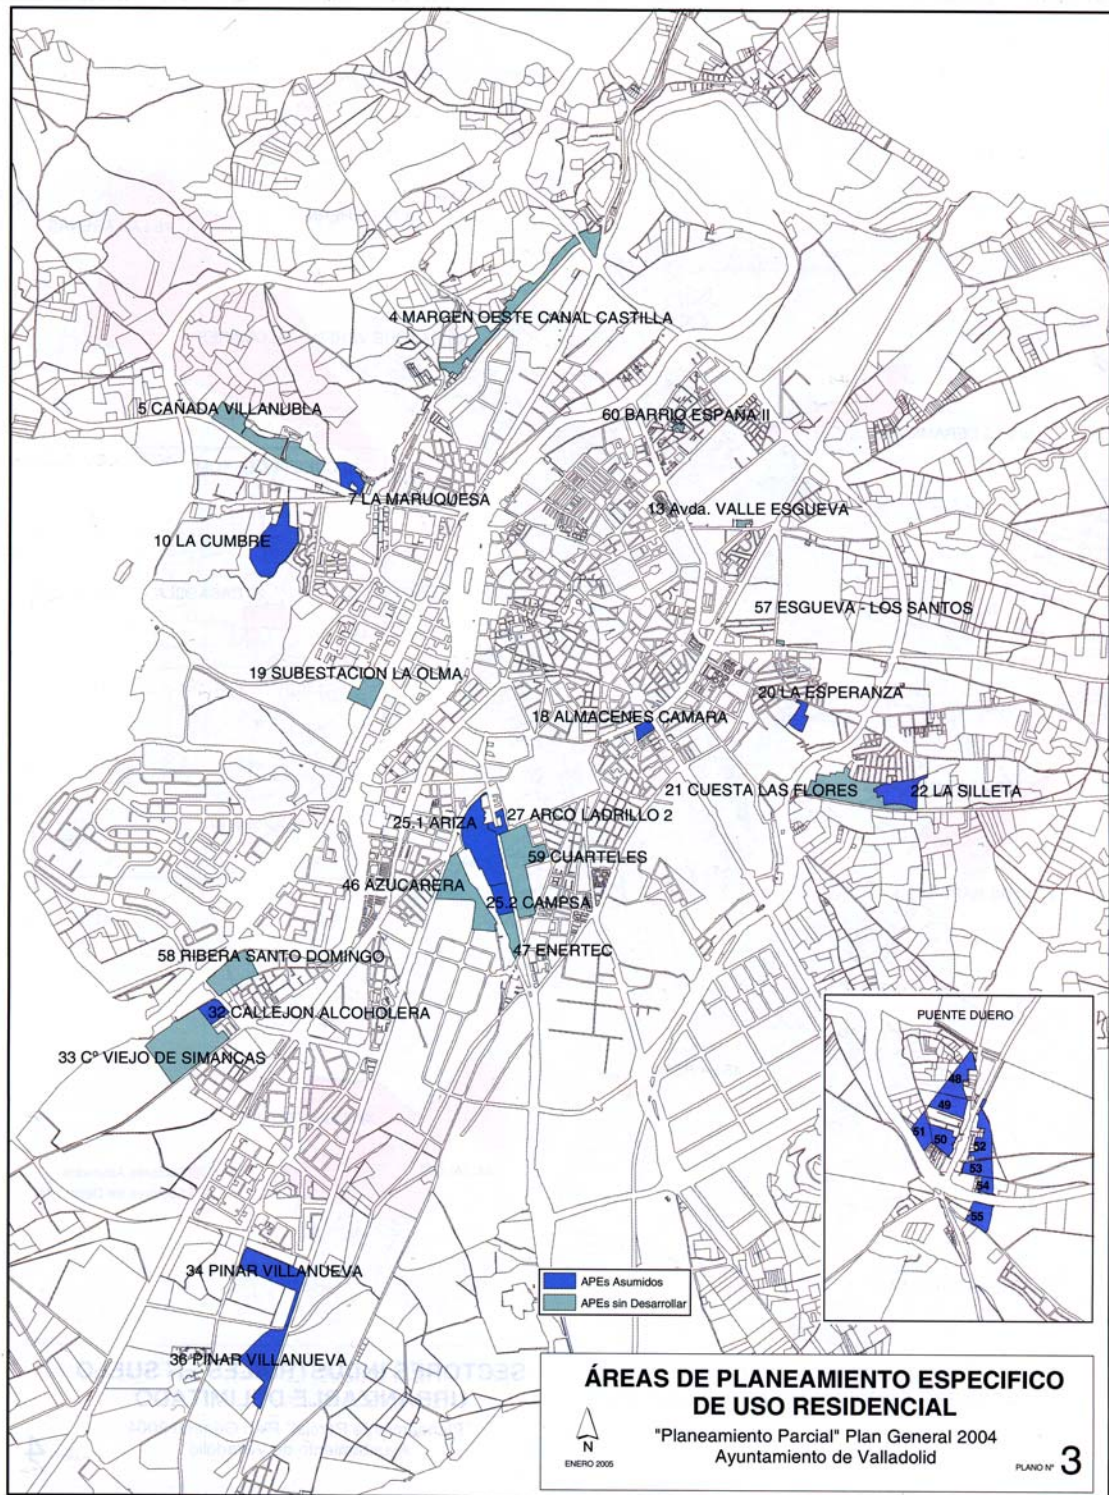 4 MARGEN OESTE CANAL CASTILLA
5 CAÑADA VILLANUBLA
60 BARRIO ESPAÑA II
7 LA MARUQUESA
13 Avda. VALLE ESGUEVA
10 LA CUMBRE
57 ESGUEVA - LOS SANTOS
19 SUBESTACION LA OLMA
20 LA ESPERANZA
18 ALMACENES CAMARA
21 CUESTA LAS FLORES
22 LA SILLETA
25.1 ARIZA
27 ARCO LADRILLO 2
59 CUARTELES
46 AZUCARERA
25.2 CAMPSA
47 ENERTEC
58 RIBERA SANTO DOMINGO
32 CALLEJON ALCOHOLERA
33 Cº VIEJO DE SIMANCAS
PUENTE DUERO
48
49
51
50
52
53
54
55
34 PINAR VILLANUEVA
36 PINAR VILLANUEVA
APEs Asumidos
APEs sin Desarrollar
ÁREAS DE PLANEAMIENTO ESPECIFICO
DE USO RESIDENCIAL
"Planeamiento Parcial" Plan General 2004
Ayuntamiento de Valladolid
N
ENERO 2005
PLANO Nº 3